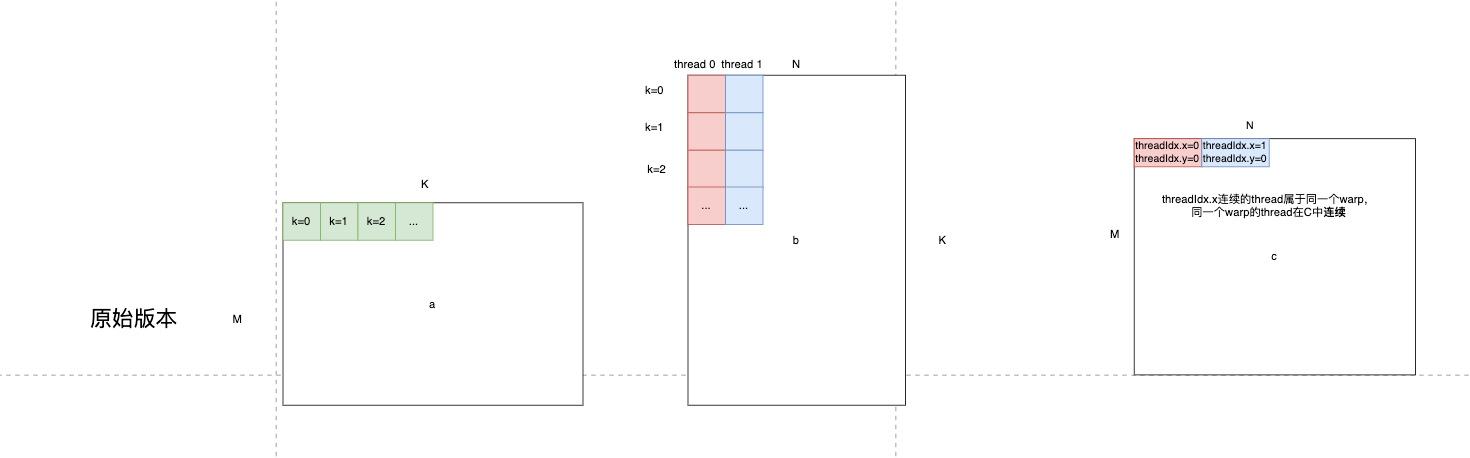 原始版本
M
K
k=0 k=1 k=2 ...
a
thread 0 thread 1 N
k=0
k=1
k=2
... ...
b
K
N
threadIdx.x=0 threadIdx.x=1
threadIdx.y=0 threadIdx.y=0
threadIdx.x连续的thread属于同一个warp,
同一个warp的thread在C中连续
M
c